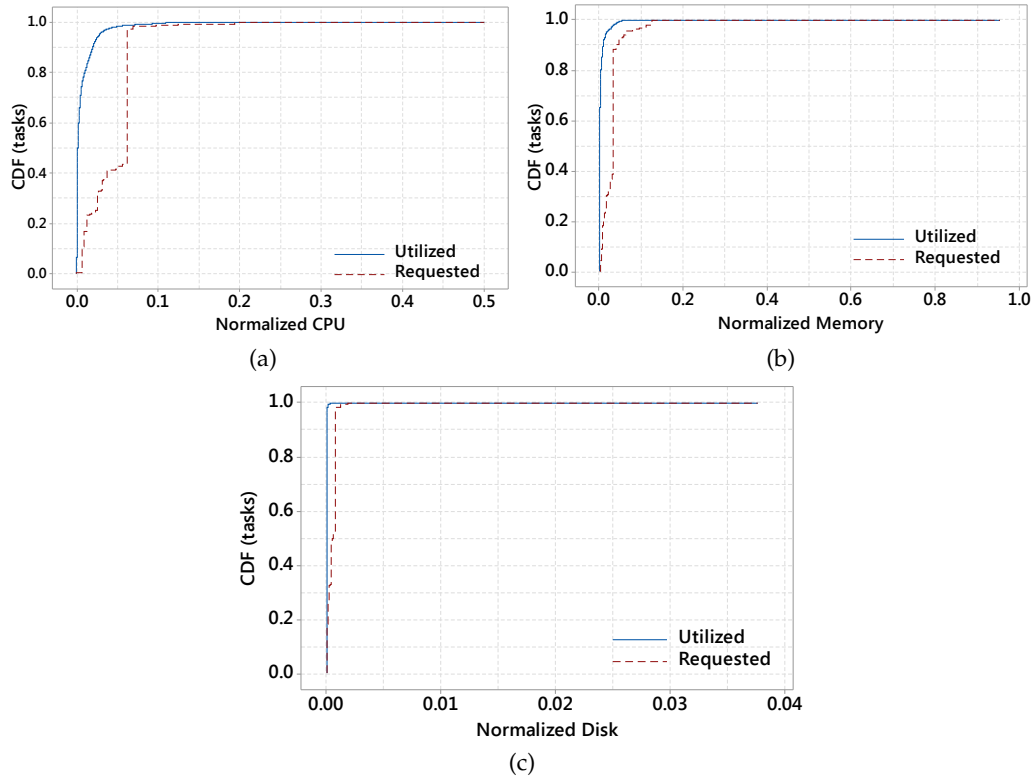 1.0
0.8
0.6
0.4
0.2
0.0
CDF (tasks)
Utilized
Requested
0.0 0.1 0.2 0.3 0.4 0.5
Normalized CPU
(a)
1.0
0.8
0.6
0.4
0.2
0.0
CDF (tasks)
Utilized
Requested
0.0 0.2 0.4 0.6 0.8 1.0
Normalized Memory
(b)
1.0
0.8
0.6
0.4
0.2
0.0
CDF (tasks)
Utilized
Requested
0.00 0.01 0.02 0.03 0.04
Normalized Disk
(c)